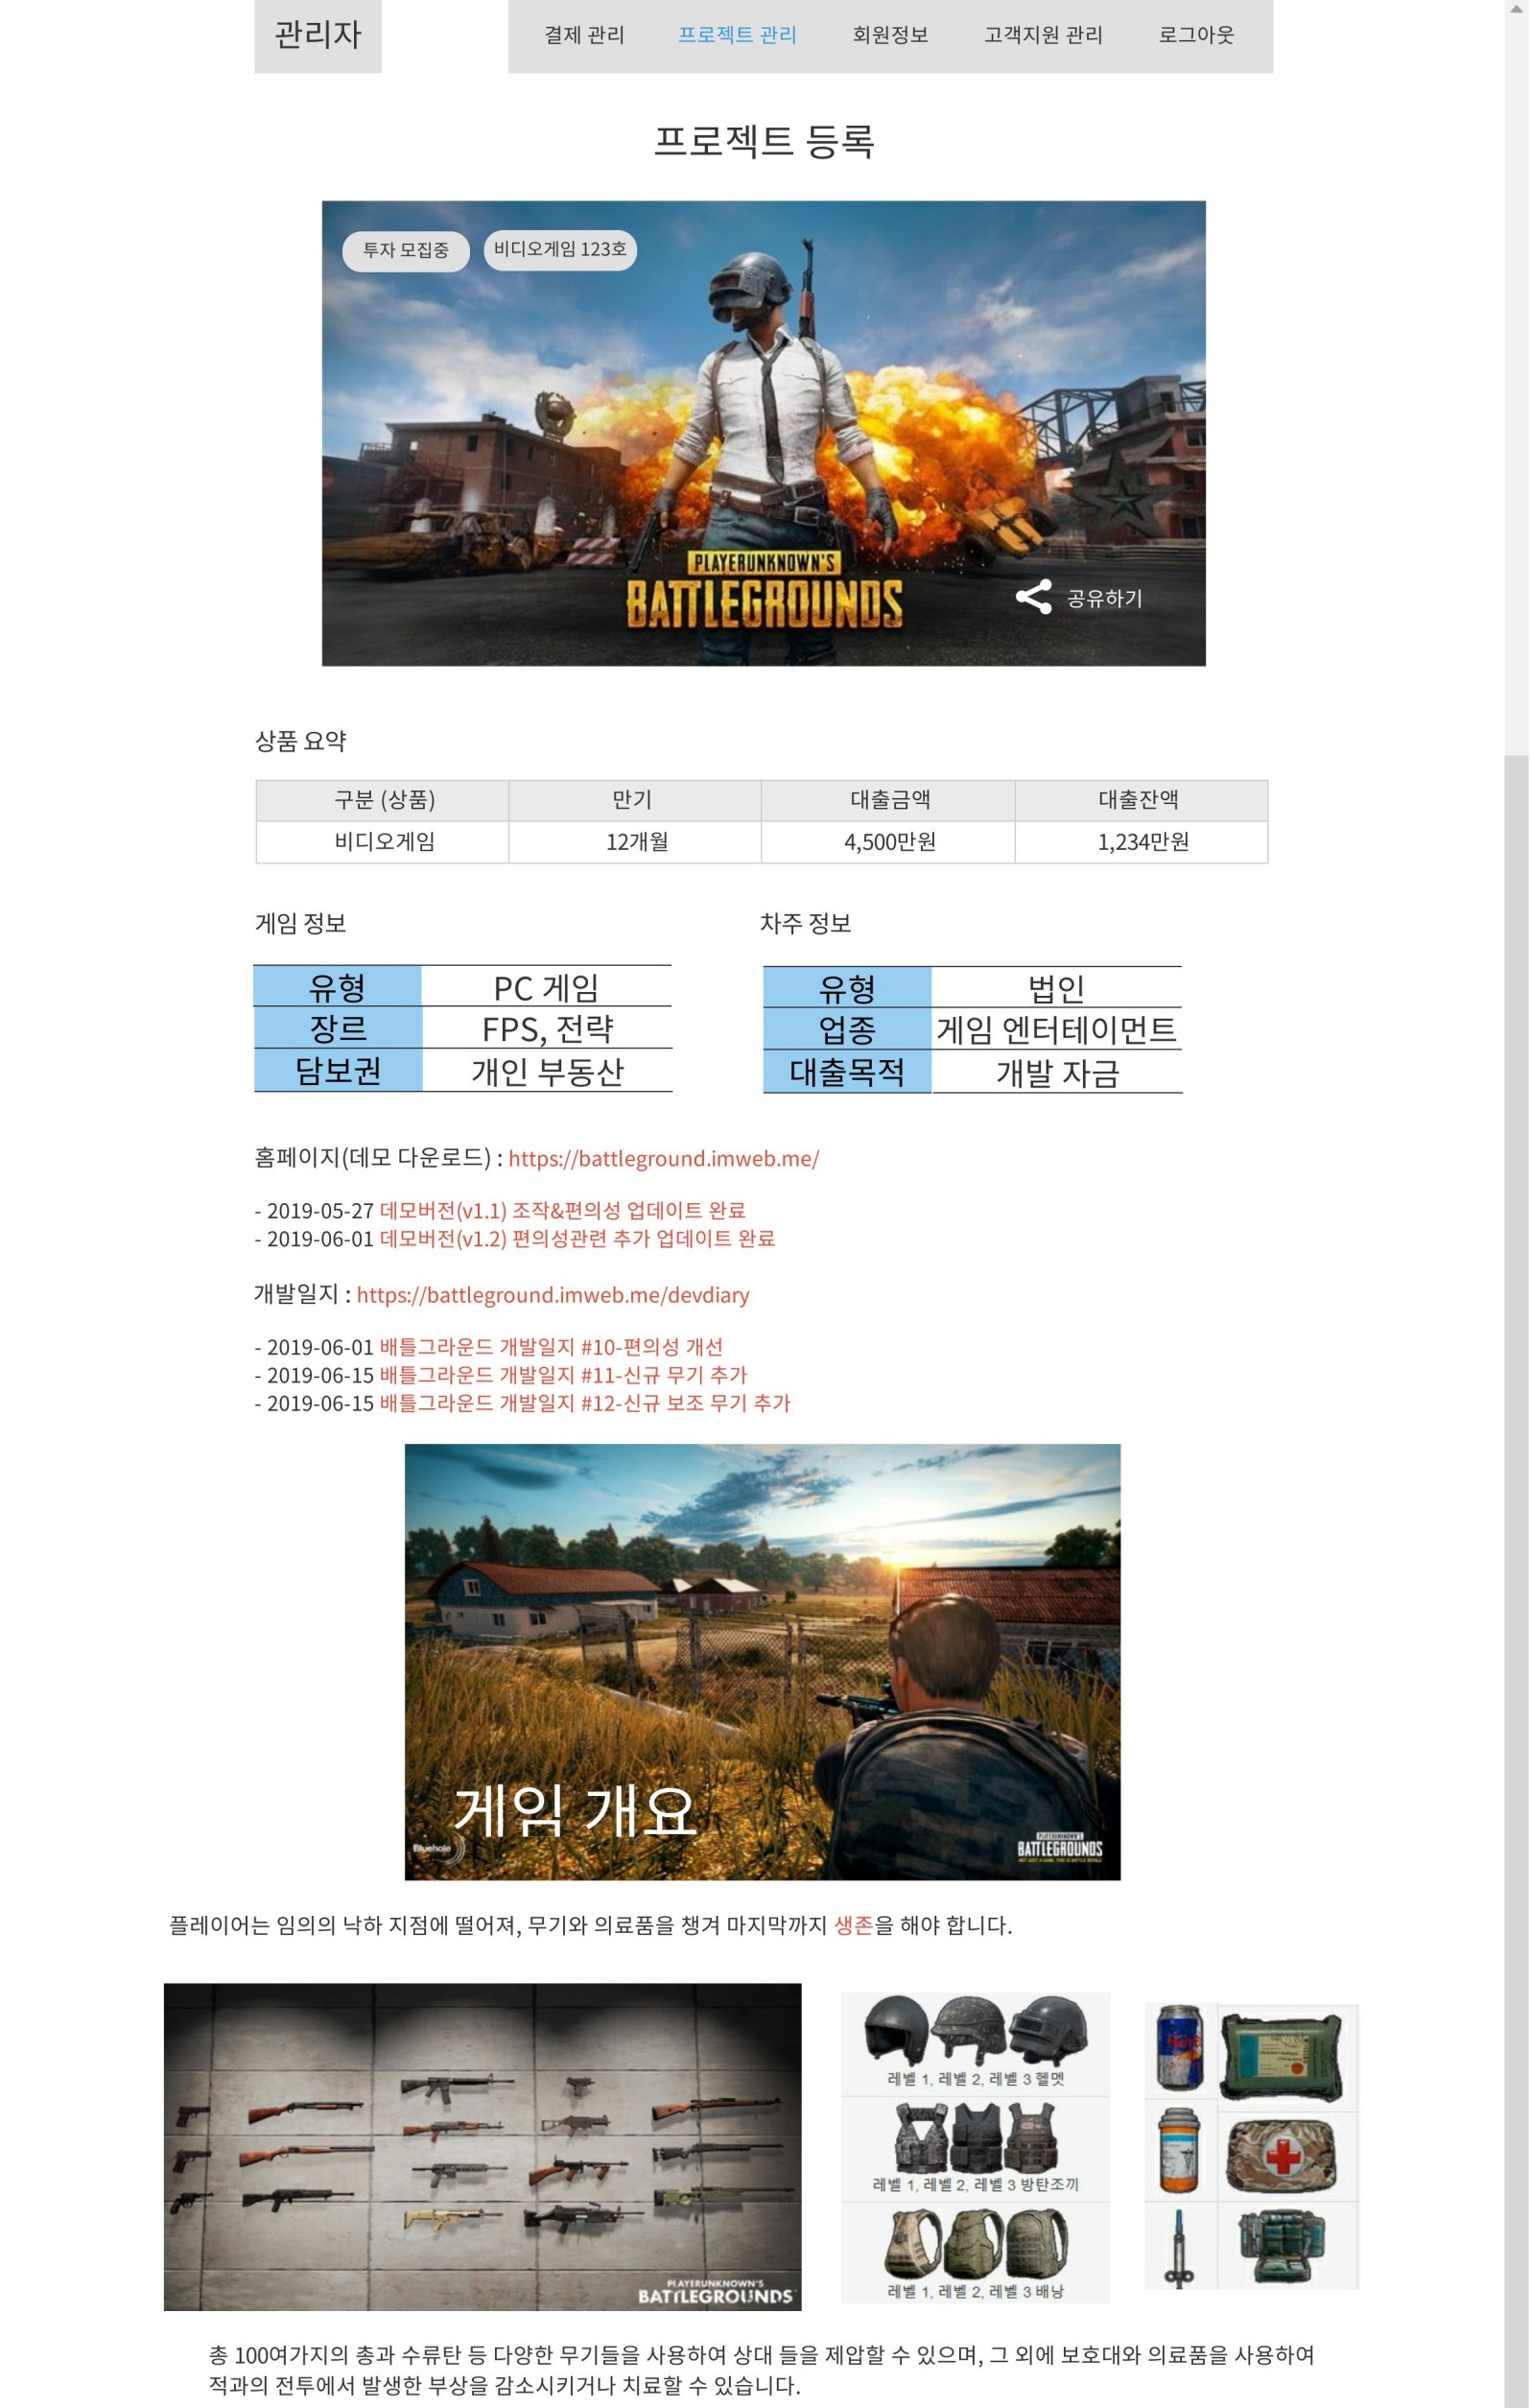 관리자
결제 관리 프로젝트 관리 회원정보 고객지원 관리 로그아웃
프로젝트 등록
투자 모집중 비디오게임 123호
PLAYERUNKNOWN'S
BATTLEGROUNDS
공유하기
상품 요약
구분 (상품) 만기 대출금액 대출잔액
비디오게임 12개월 4,500만원 1,234만원
게임 정보
유형 PC 게임
장르 FPS, 전략
담보권 개인 부동산
차주 정보
유형 법인
업종 게임 엔터테이먼트
대출목적 개발 자금
홈페이지(데모 다운로드) : https://battleground.imweb.me/
- 2019-05-27 데모버전(v1.1) 조작&편의성 업데이트 완료
- 2019-06-01 데모버전(v1.2) 편의성관련 추가 업데이트 완료
개발일지 : https://battleground.imweb.me/devdiary
- 2019-06-01 배틀그라운드 개발일지 #10-편의성 개선
- 2019-06-15 배틀그라운드 개발일지 #11-신규 무기 추가
- 2019-06-15 배틀그라운드 개발일지 #12-신규 보조 무기 추가
게임 개요
Bluehole
PLAYERUNKNOWN'S
BATTLEGROUNDS
플레이어는 임의의 낙하 지점에 떨어져, 무기와 의료품을 챙겨 마지막까지 생존을 해야 합니다.
PLAYERUNKNOWN'S
BATTLEGROUNDS
레벨 1, 레벨 2, 레벨 3 헬멧
레벨 1, 레벨 2, 레벨 3 방탄조끼
레벨 1, 레벨 2, 레벨 3 배낭
총 100여가지의 총과 수류탄 등 다양한 무기들을 사용하여 상대 들을 제압할 수 있으며, 그 외에 보호대와 의료품을 사용하여
적과의 전투에서 발생한 부상을 감소시키거나 치료할 수 있습니다.